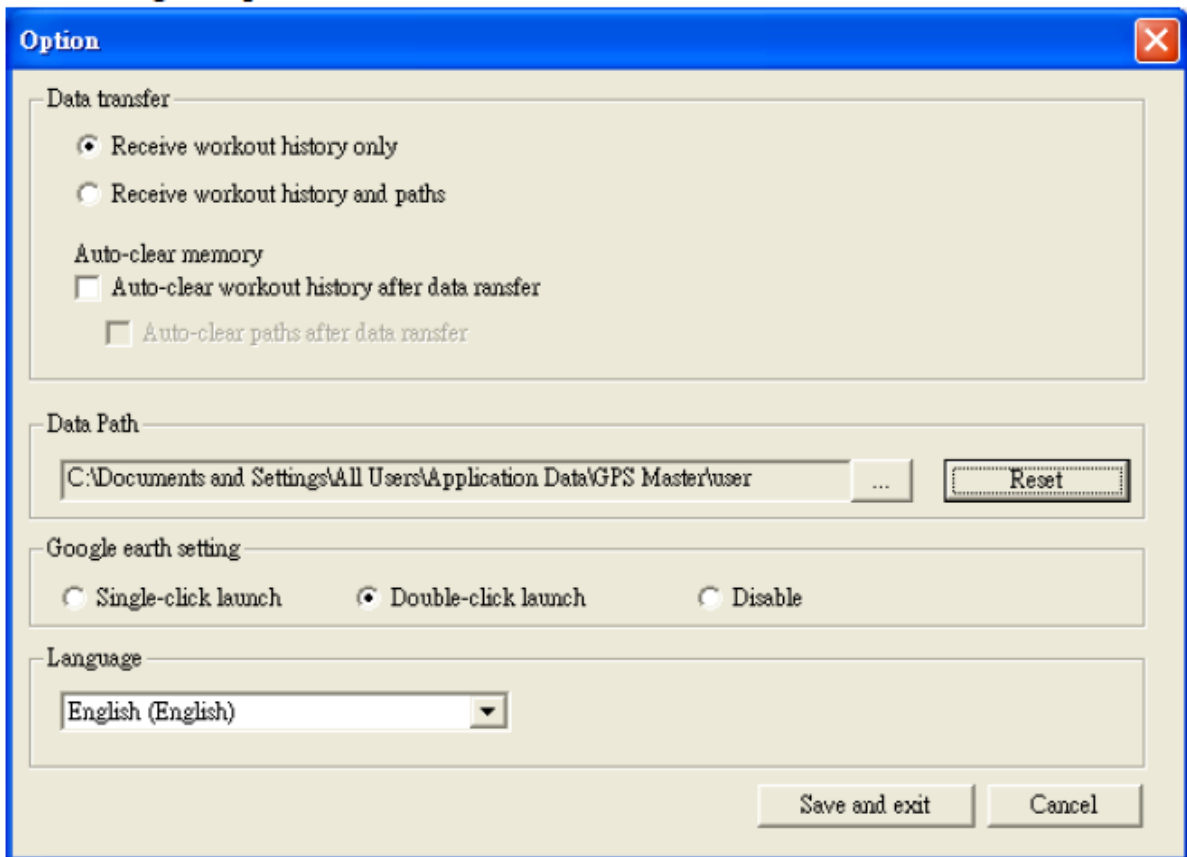 Option
Data transfer
Receive workout history only
Receive workout history and paths
Auto-clear memory
Auto-clear workout history after data ransfer
Auto-clear paths after data ransfer
Data Path
C:\Documents and Settings\All Users\Application Data\GPS Master\user ... Reset
Google earth setting
Single-click launch Double-click launch Disable
Language
English (English)
Save and exit Cancel